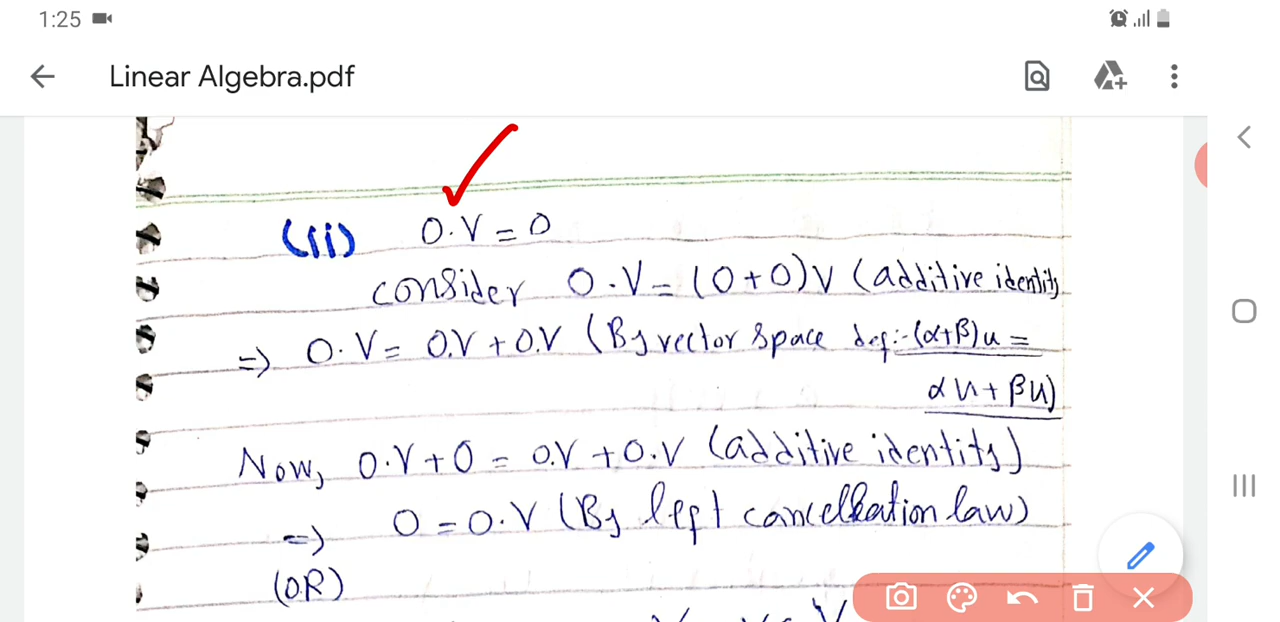 1:25
Linear Algebra.pdf
(ii) 0.V = 0
consider 0.V = (0+0)V (additive identity
=> 0.V = 0.V + 0.V (By vector space def:- (α+β)u =
αu + βu)
Now, 0.V + 0 = 0.V + 0.V (additive identity)
=> 0 = 0.V (By left cancellation law)
(OR)